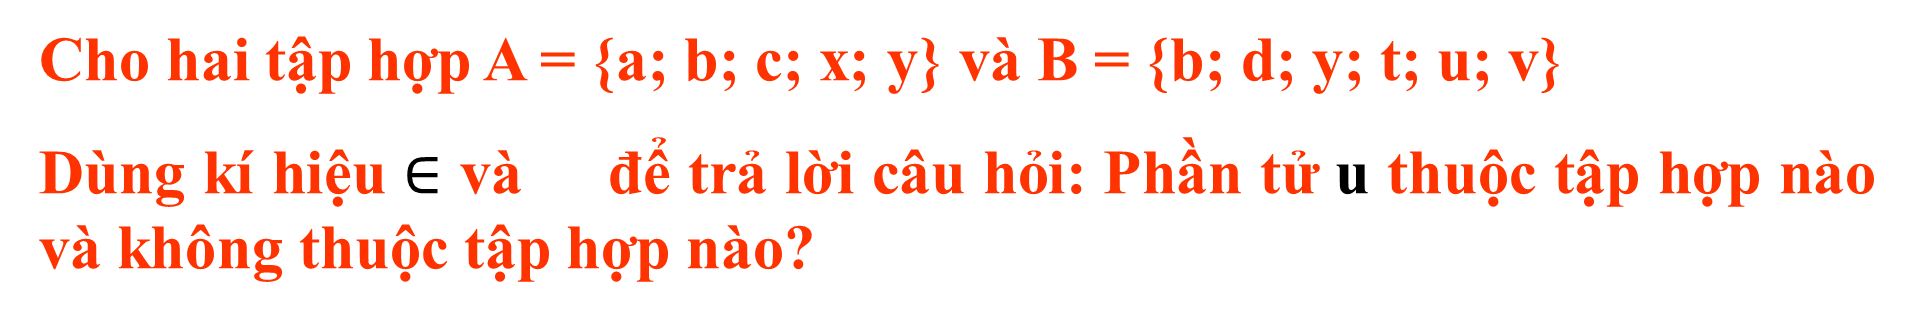 Cho hai tập hợp A = {a; b; c; x; y} và B = {b; d; y; t; u; v}
Dùng kí hiệu ∈ và để trả lời câu hỏi: Phần tử u thuộc tập hợp nào
và không thuộc tập hợp nào?